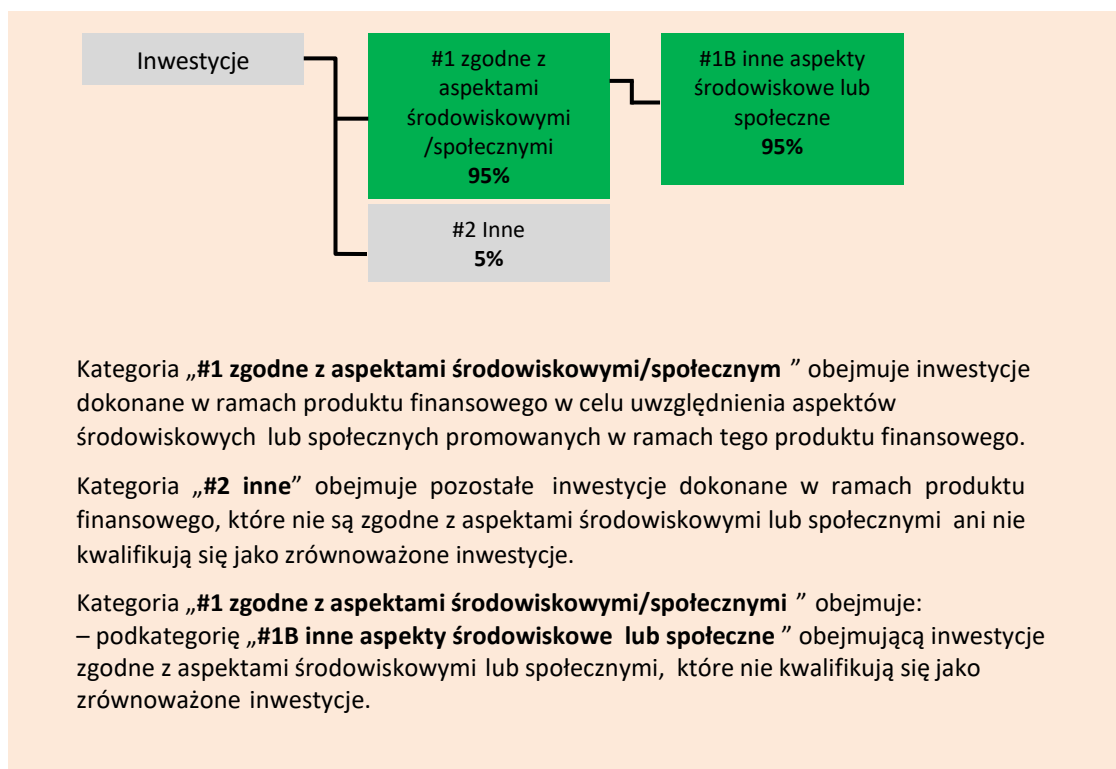 Inwestycje
#1 zgodne z
aspektami
środowiskowymi
/społecznymi
95%
#1B inne aspekty
środowiskowe lub
społeczne
95%
#2 Inne
5%
Kategoria „#1 zgodne z aspektami środowiskowymi/społecznym ” obejmuje inwestycje
dokonane w ramach produktu finansowego w celu uwzględnienia aspektów
środowiskowych lub społecznych promowanych w ramach tego produktu finansowego.
Kategoria „#2 inne” obejmuje pozostałe inwestycje dokonane w ramach produktu
finansowego, które nie są zgodne z aspektami środowiskowymi lub społecznymi ani nie
kwalifikują się jako zrównoważone inwestycje.
Kategoria „#1 zgodne z aspektami środowiskowymi/społecznymi ” obejmuje:
– podkategorię „#1B inne aspekty środowiskowe lub społeczne ” obejmującą inwestycje
zgodne z aspektami środowiskowymi lub społecznymi, które nie kwalifikują się jako
zrównoważone inwestycje.